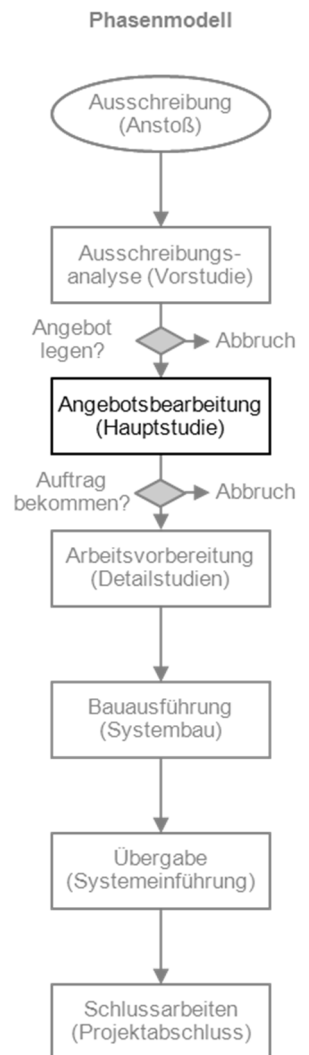 Phasenmodell
Ausschreibung
(Anstoß)
Ausschreibungs-
analyse (Vorstudie)
Angebot
legen?
Abbruch
Angebotsbearbeitung
(Hauptstudie)
Auftrag
bekommen?
Abbruch
Arbeitsvorbereitung
(Detailstudien)
Bauausführung
(Systembau)
Übergabe
(Systemeinführung)
Schlussarbeiten
(Projektabschluss)